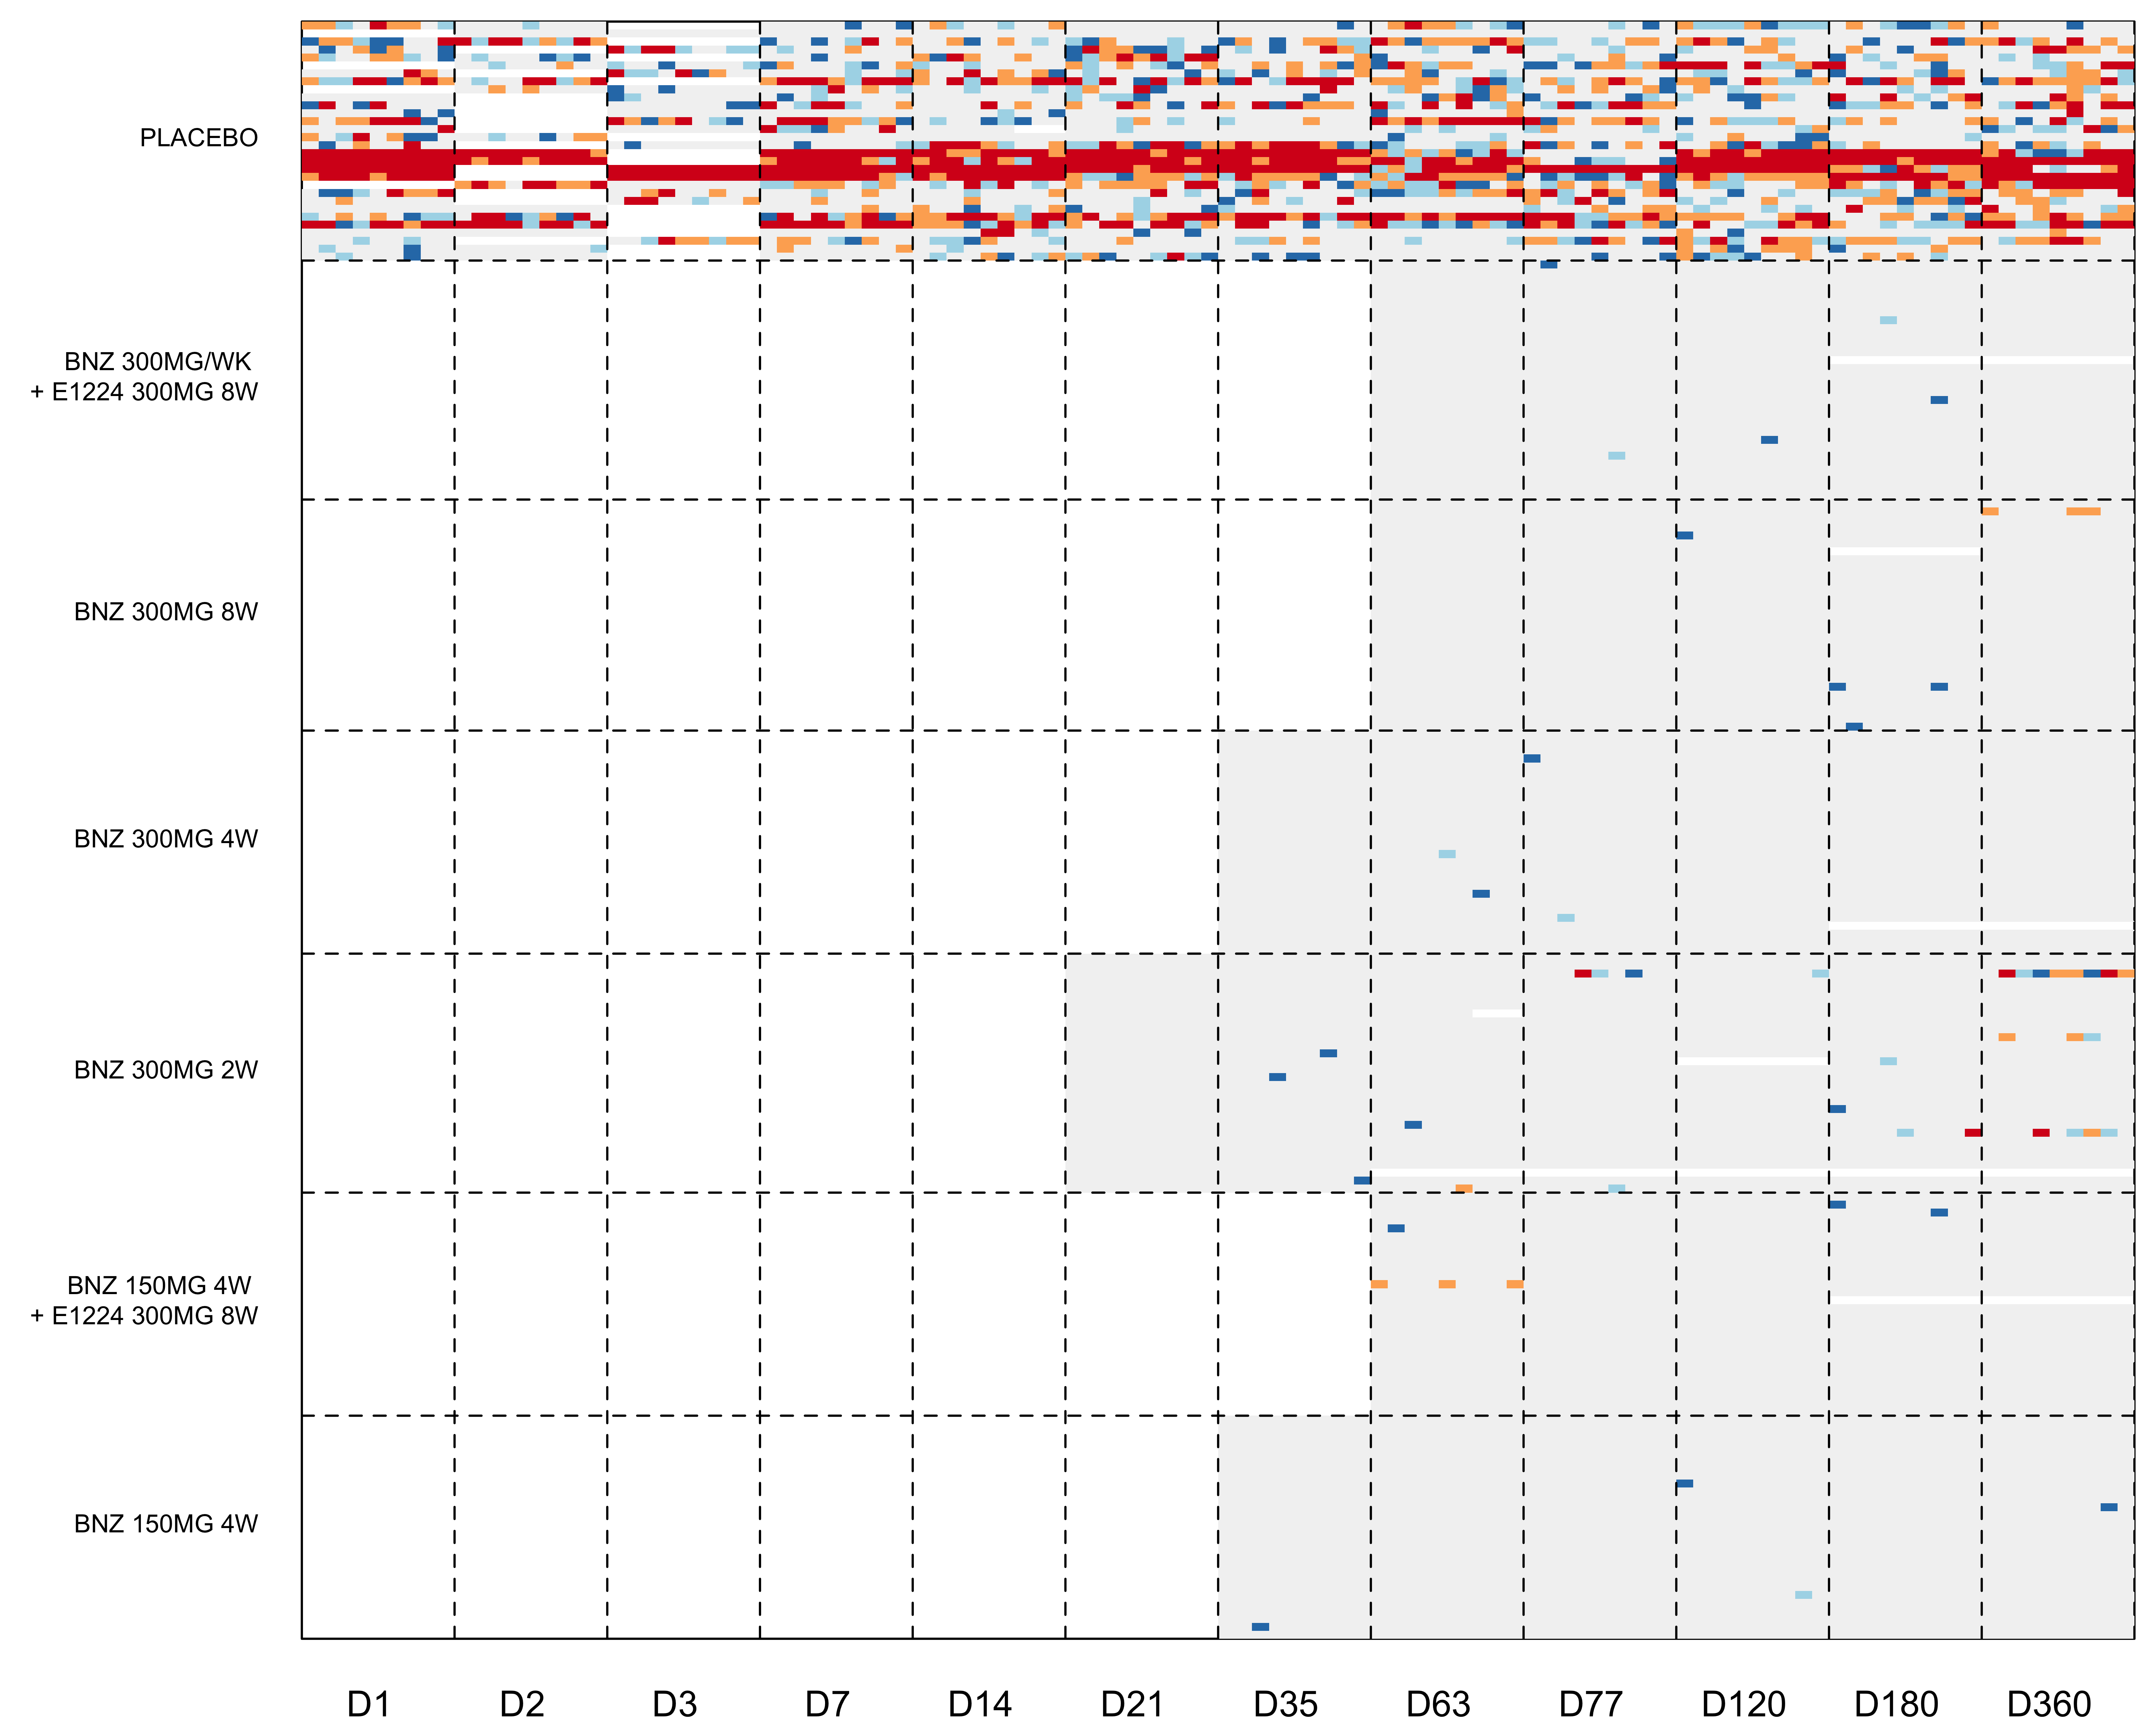 PLACEBO
BNZ 300MG/WK
+ E1224 300MG 8W
BNZ 300MG 8W
BNZ 300MG 4W
BNZ 300MG 2W
BNZ 150MG 4W
+ E1224 300MG 8W
BNZ 150MG 4W
D1 D2 D3 D7 D14 D21 D35 D63 D77 D120 D180 D360